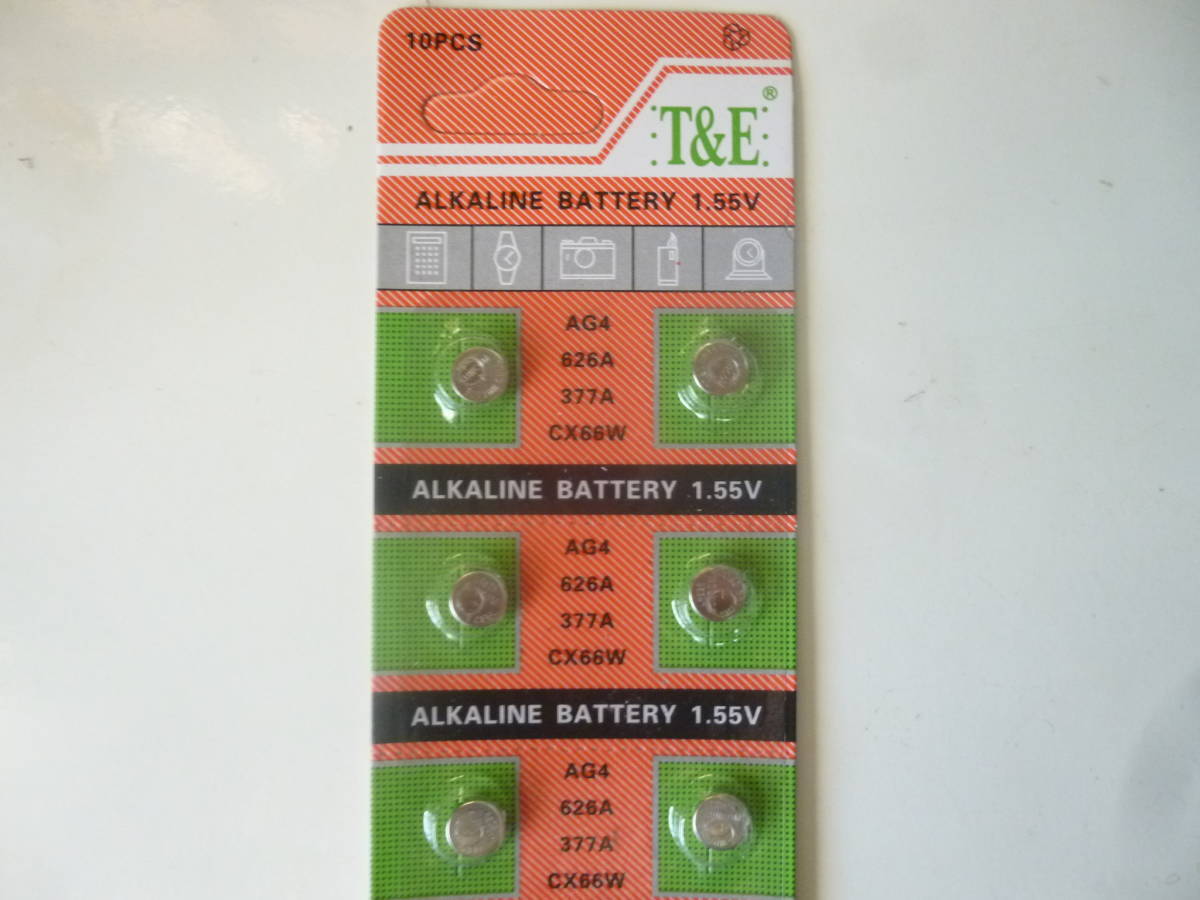 10PCS
T&E®
ALKALINE BATTERY 1.55V
AG4
626A
377A
CX66W
ALKALINE BATTERY 1.55V
AG4
626A
377A
CX66W
ALKALINE BATTERY 1.55V
AG4
626A
377A
CX66W